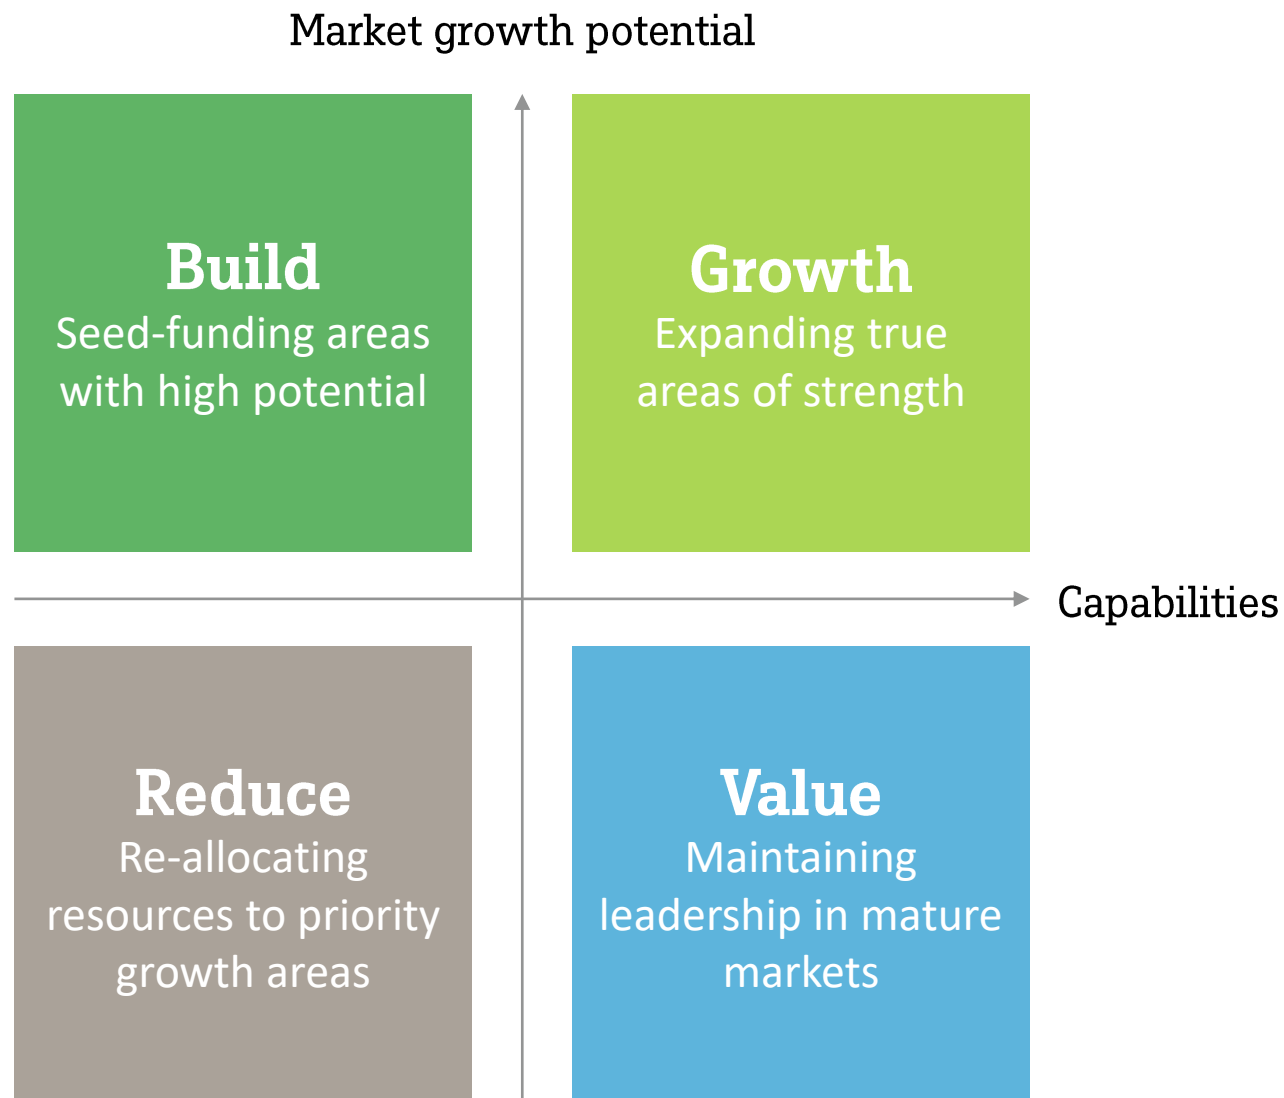 Market growth potential
Build
Seed-funding areas
with high potential
Growth
Expanding true
areas of strength
Capabilities
Reduce
Re-allocating
resources to priority
growth areas
Value
Maintaining
leadership in mature
markets